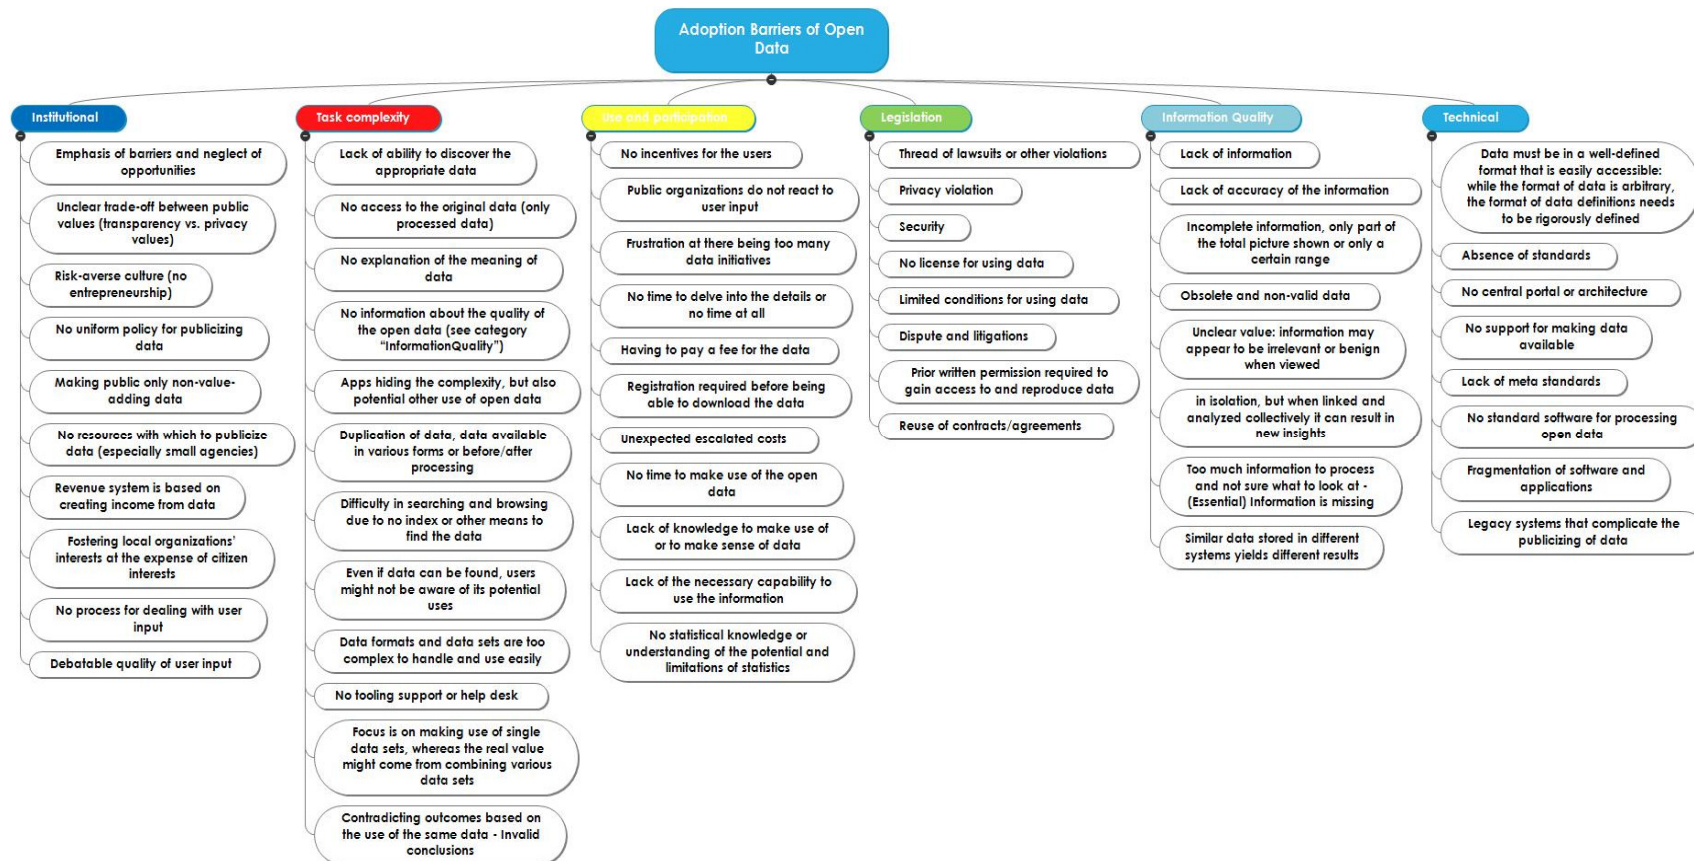 Adoption Barriers of Open
Data
Institutional
Emphasis of barriers and neglect of
opportunities
Unclear trade-off between public
values (transparency vs. privacy
values)
Risk-averse culture (no
entrepreneurship)
No uniform policy for publicizing
data
Making public only non-value-
adding data
No resources with which to publicize
data (especially small agencies)
Revenue system is based on
creating income from data
Fostering local organizations'
interests at the expense of citizen
interests
No process for dealing with user
input
Debatable quality of user input
Task complexity
Lack of ability to discover the
appropriate data
No access to the original data (only
processed data)
No explanation of the meaning of
data
No information about the quality of
the open data (see category
"InformationQuality")
Apps hiding the complexity, but also
potential other use of open data
Duplication of data, data available
in various forms or before/after
processing
Difficulty in searching and browsing
due to no index or other means to
find the data
Even if data can be found, users
might not be aware of its potential
uses
Data formats and data sets are too
complex to handle and use easily
No tooling support or help desk
Focus is on making use of single
data sets, whereas the real value
might come from combining various
data sets
Contradicting outcomes based on
the use of the same data - Invalid
conclusions
Use and participation
No incentives for the users
Public organizations do not react to
user input
Frustration at there being too many
data initiatives
No time to delve into the details or
no time at all
Having to pay a fee for the data
Registration required before being
able to download the data
Unexpected escalated costs
No time to make use of the open
data
Lack of knowledge to make use of
or to make sense of data
Lack of the necessary capability to
use the information
No statistical knowledge or
understanding of the potential and
limitations of statistics
Legislation
Thread of lawsuits or other violations
Privacy violation
Security
No license for using data
Limited conditions for using data
Dispute and litigations
Prior written permission required to
gain access to and reproduce data
Reuse of contracts/agreements
Information Quality
Lack of information
Lack of accuracy of the information
Incomplete information, only part of
the total picture shown or only a
certain range
Obsolete and non-valid data
Unclear value: information may
appear to be irrelevant or benign
when viewed
in isolation, but when linked and
analyzed collectively it can result in
new insights
Too much information to process
and not sure what to look at -
(Essential) Information is missing
Similar data stored in different
systems yields different results
Technical
Data must be in a well-defined
format that is easily accessible:
while the format of data is arbitrary,
the format of data definitions needs
to be rigorously defined
Absence of standards
No central portal or architecture
No support for making data
available
Lack of meta standards
No standard software for processing
open data
Fragmentation of software and
applications
Legacy systems that complicate the
publicizing of data